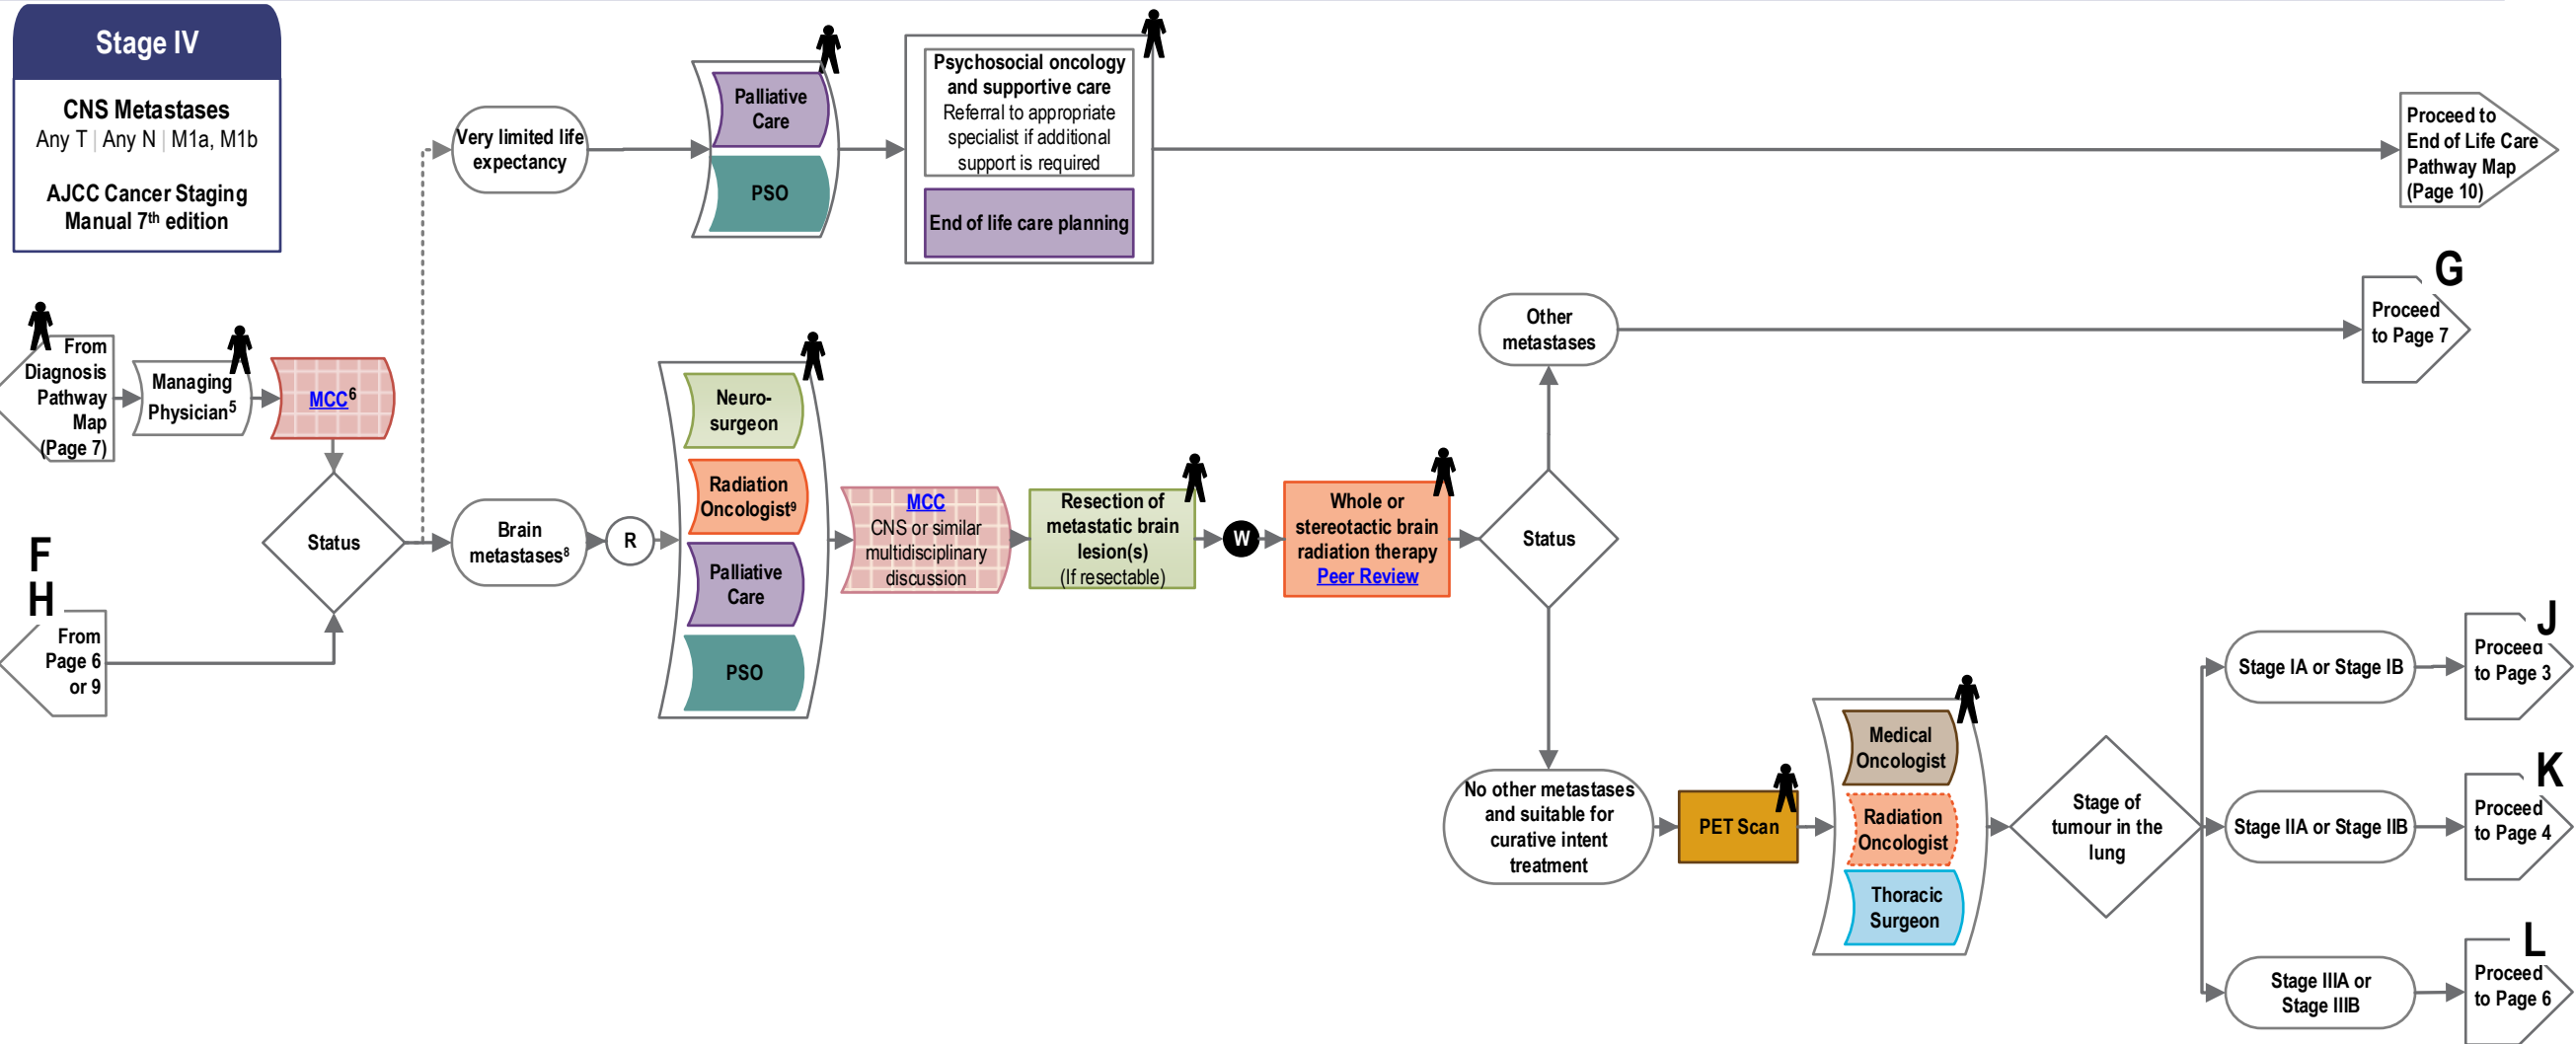 Stage IV
CNS Metastases
Any T | Any N | M1a, M1b
AJCC Cancer Staging
Manual 7th edition
Very limited life
expectancy
Palliative
Care
PSO
Psychosocial oncology
and supportive care
Referral to appropriate
specialist if additional
support is required
End of life care planning
Proceed to
End of Life Care
Pathway Map
(Page 10)
From
Diagnosis
Pathway
Map
(Page 7)
Managing
Physician5
MCC6
Status
F
H
From
Page 6
or 9
Brain
metastases8
R
Neuro-
surgeon
Radiation
Oncologist9
Palliative
Care
PSO
MCC
CNS or similar
multidisciplinary
discussion
Resection of
metastatic brain
lesion(s)
(If resectable)
W
Whole or
stereotactic brain
radiation therapy
Peer Review
Status
Other
metastases
G
Proceed
to Page 7
No other metastases
and suitable for
curative intent
treatment
PET Scan
Medical
Oncologist
Radiation
Oncologist
Thoracic
Surgeon
Stage of
tumour in the
lung
Stage IA or Stage IB
J
Proceed
to Page 3
Stage IIA or Stage IIB
K
Proceed
to Page 4
Stage IIIA or
Stage IIIB
L
Proceed
to Page 6